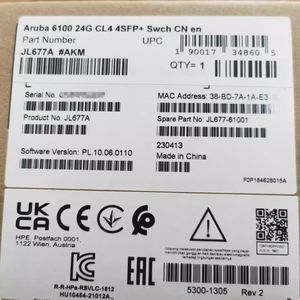 Aruba 6100 24G CL4 4SFP+ Swch CN en
Part Number
UPC
JL677A #AKM
1 90017 34860 5
QTY= 1
Serial No.
MAC Address: 38-BD-7A-1A-E3
Product No. JL677A
Spare Part No: JL677-61001
Software Version: PL.10.06.0110
230413
Made in China
F0P184628015A
UK CA
CE
HPE, Postfach 0001,
1122 Wien, Austria
EAC
R-R-HPe-RSVLC-1812
HU10484-21012A
5300-1305 Rev 2